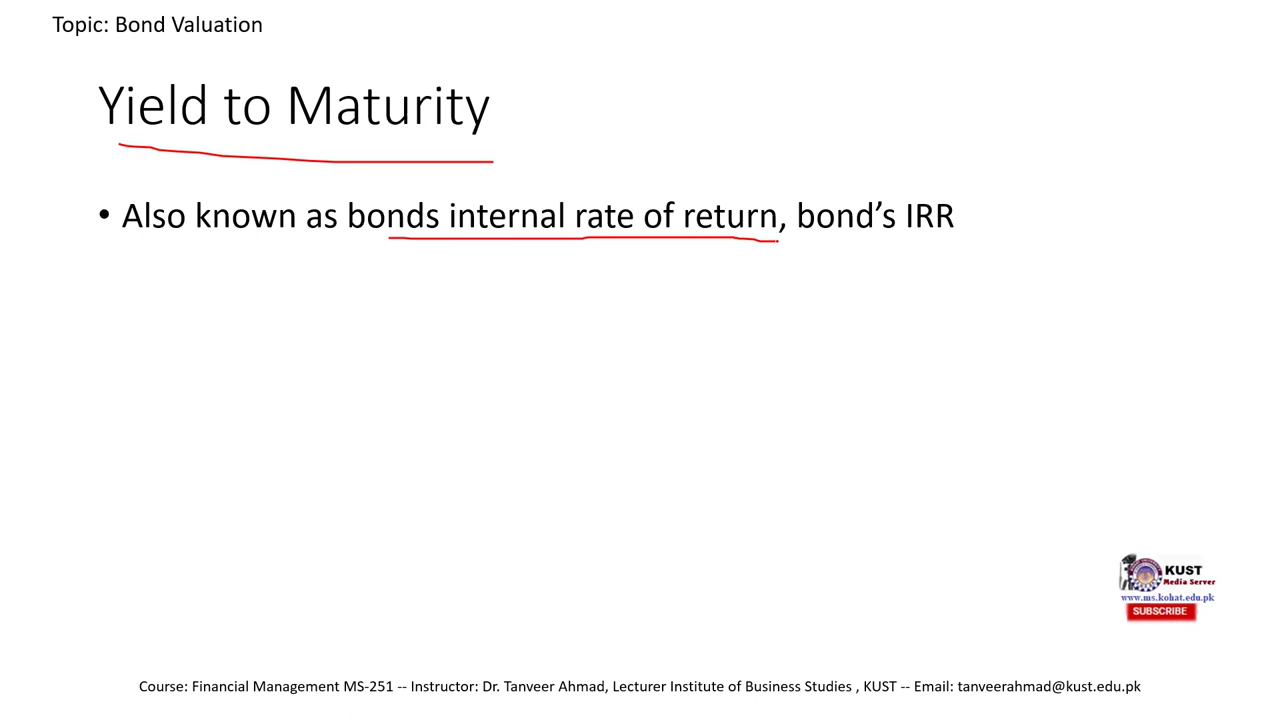 Topic: Bond Valuation
Yield to Maturity
• Also known as bonds internal rate of return, bond’s IRR
KUST
Media Server
www.ms.kohat.edu.pk
SUBSCRIBE
Course: Financial Management MS-251 -- Instructor: Dr. Tanveer Ahmad, Lecturer Institute of Business Studies , KUST -- Email: tanveerahmad@kust.edu.pk